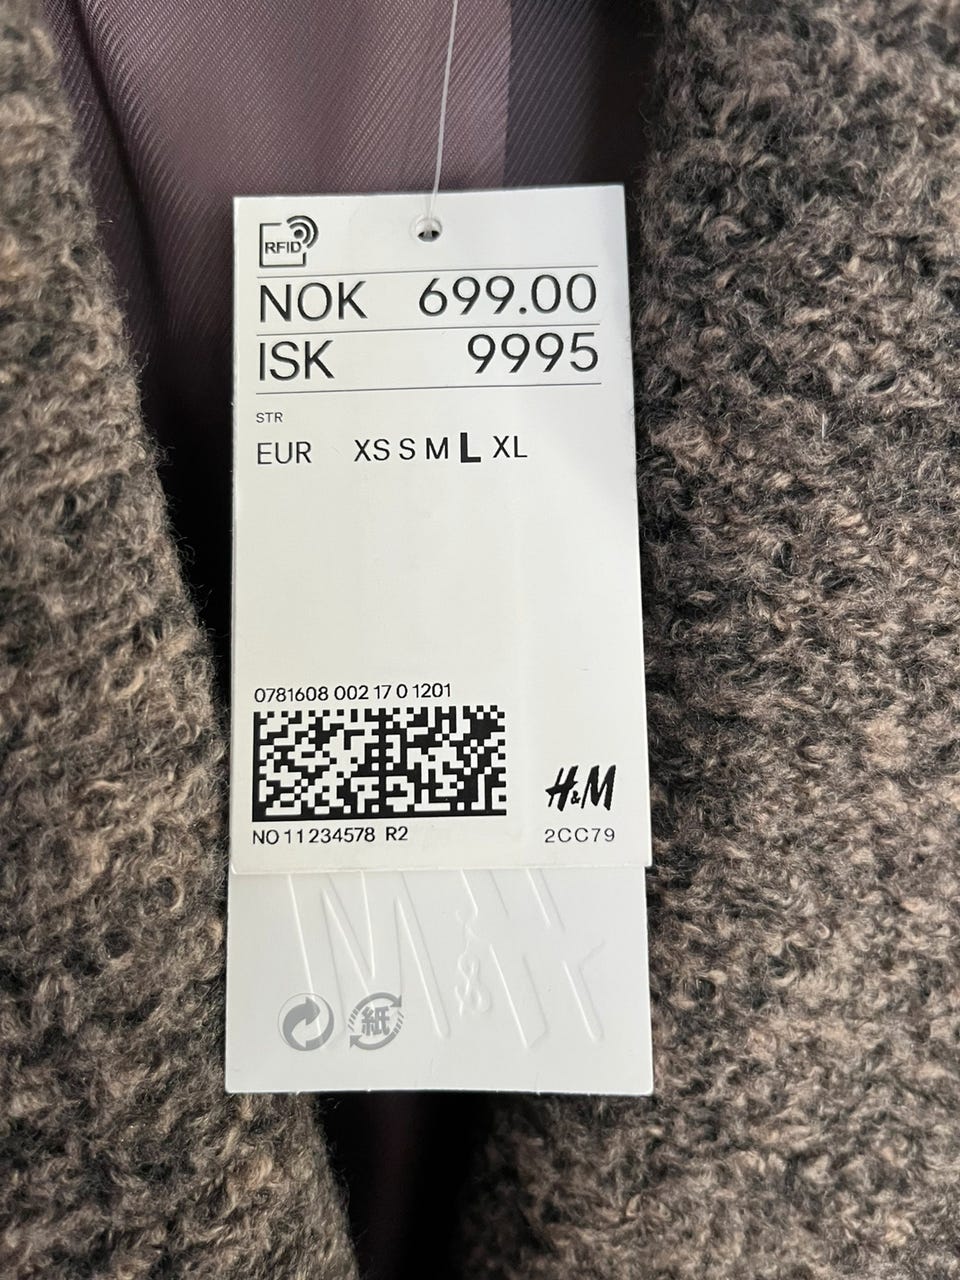 RFID
NOK 699.00
ISK 9995
STR
EUR XS S M L XL
0781608 002 17 0 1201
NO 11234578 R2
H&M
2CC79
H&M
紙